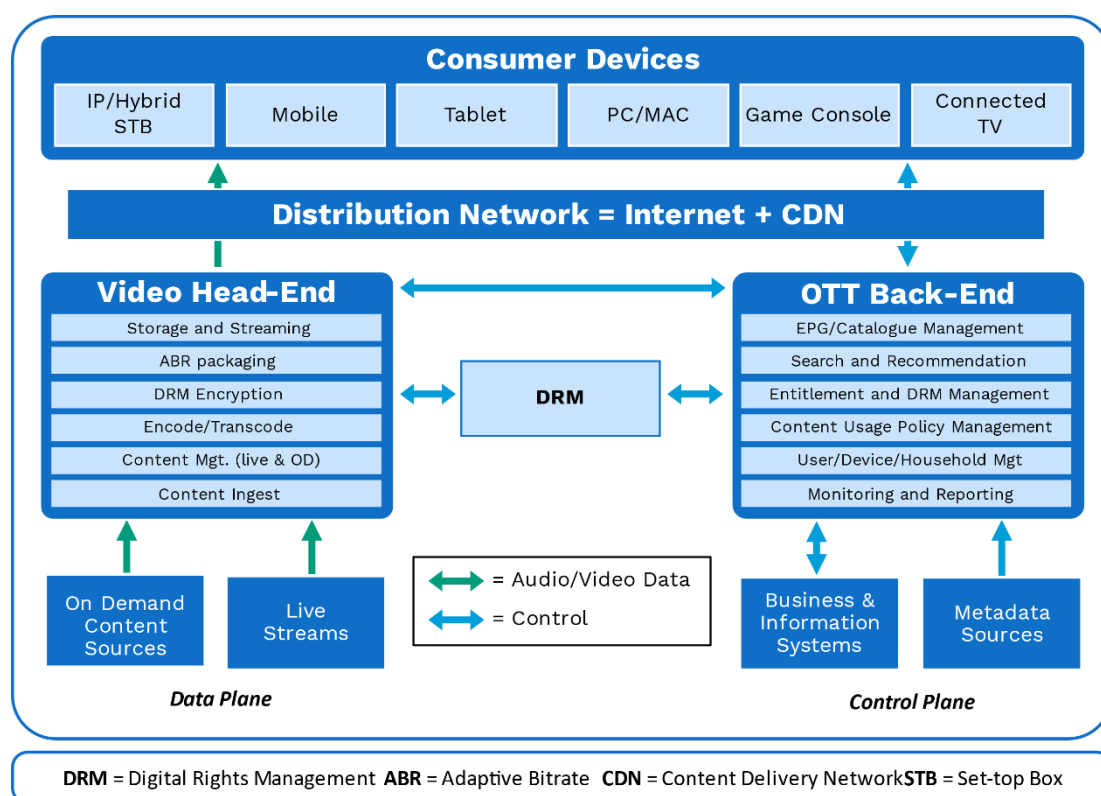 Consumer Devices
IP/Hybrid
STB
Mobile
Tablet
PC/MAC
Game Console
Connected
TV
Distribution Network = Internet + CDN
Video Head-End
Storage and Streaming
ABR packaging
DRM Encryption
Encode/Transcode
Content Mgt. (live & OD)
Content Ingest
DRM
OTT Back-End
EPG/Catalogue Management
Search and Recommendation
Entitlement and DRM Management
Content Usage Policy Management
User/Device/Household Mgt
Monitoring and Reporting
On Demand
Content
Sources
Live
Streams
= Audio/Video Data
= Control
Business &
Information
Systems
Metadata
Sources
Data Plane
Control Plane
DRM = Digital Rights Management ABR = Adaptive Bitrate CDN = Content Delivery NetworkSTB = Set-top Box